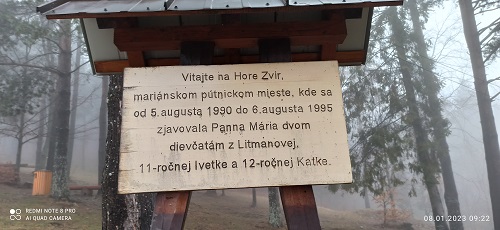 Vitajte na Hore Zvir,
mariánskom pútnickom mieste, kde sa
od 5.augusta 1990 do 6.augusta 1995
zjavovala Panna Mária dvom
dievčatám z Litmanovej,
11-ročnej Ivetke a 12-ročnej Katke.
REDMI NOTE 8 PRO
AI QUAD CAMERA
08.01.2023 09:22